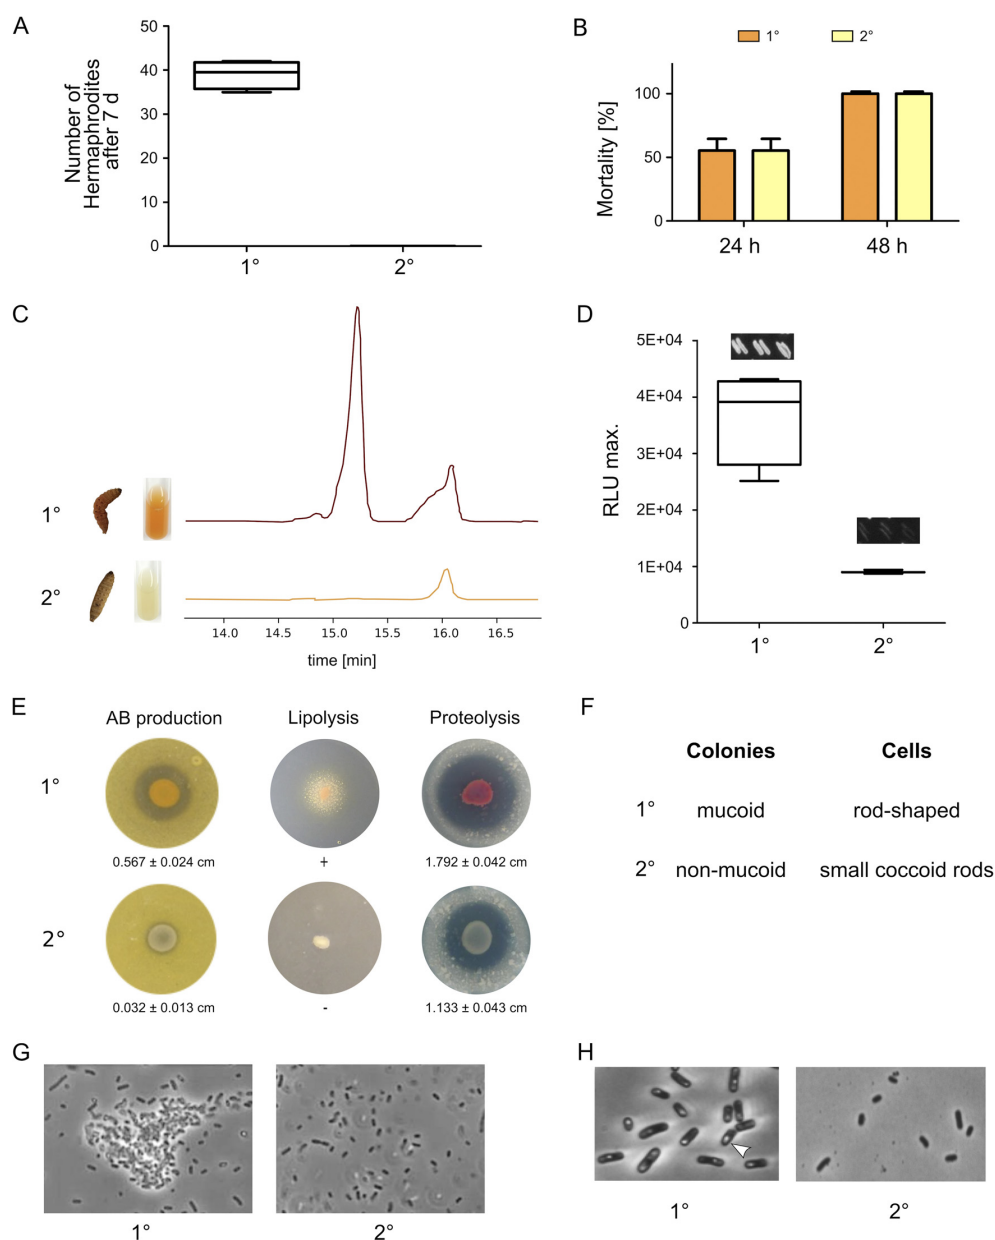 A
Number of
Hermaphrodites
after 7 d
50
40
30
20
10
0
1°
2°
B
1°
2°
Mortality [%]
100
50
0
24 h
48 h
C
1°
2°
14.0
14.5
15.0
15.5
16.0
16.5
time [min]
D
RLU max.
5E+04
4E+04
3E+04
2E+04
1E+04
0
1°
2°
E
AB production
Lipolysis
Proteolysis
1°
0.567 ± 0.024 cm
+
1.792 ± 0.042 cm
2°
0.032 ± 0.013 cm
-
1.133 ± 0.043 cm
F
Colonies
Cells
1°
mucoid
rod-shaped
2°
non-mucoid
small coccoid rods
G
1°
2°
H
1°
2°